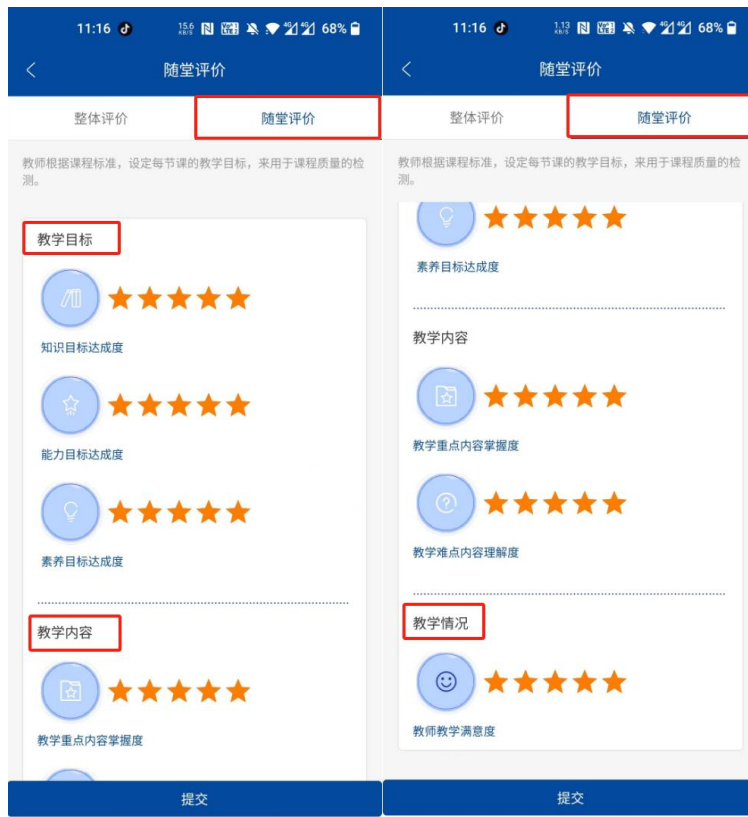 11:16 15.6 KB/S 68%
随堂评价
整体评价 随堂评价
教师根据课程标准，设定每节课的教学目标，来用于课程质量的检
测。
教学目标
知识目标达成度
能力目标达成度
素养目标达成度
教学内容
教学重点内容掌握度
提交
11:16 1.13 KB/S 68%
随堂评价
整体评价 随堂评价
教师根据课程标准，设定每节课的教学目标，来用于课程质量的检
测。
素养目标达成度
教学内容
教学重点内容掌握度
教学难点内容理解度
教学情况
教师教学满意度
提交